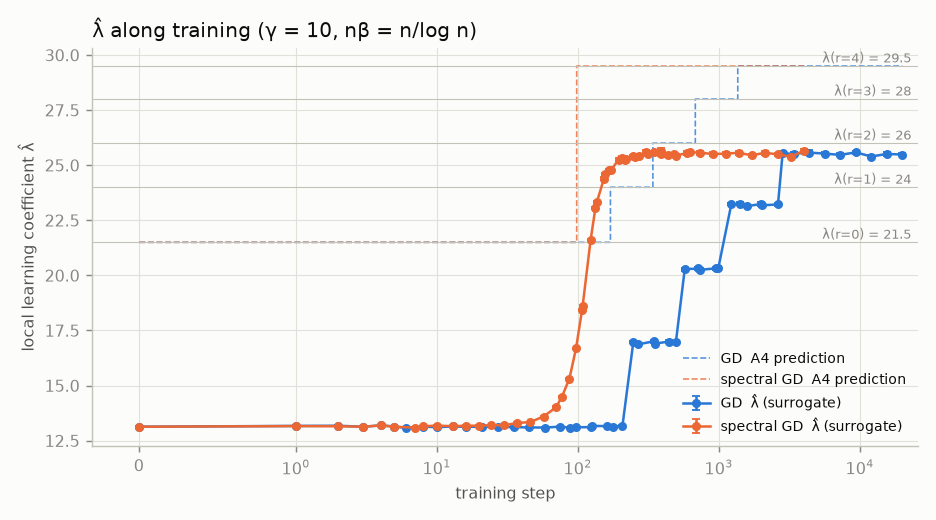 λ̂ along training (γ = 10, nβ = n/log n)
30.0
27.5
25.0
22.5
20.0
17.5
15.0
12.5
local learning coefficient λ̂
λ(r=4) = 29.5
λ(r=3) = 28
λ(r=2) = 26
λ(r=1) = 24
λ(r=0) = 21.5
GD A4 prediction
spectral GD A4 prediction
GD λ̂ (surrogate)
spectral GD λ̂ (surrogate)
0
10⁰
10¹
10²
10³
10⁴
training step